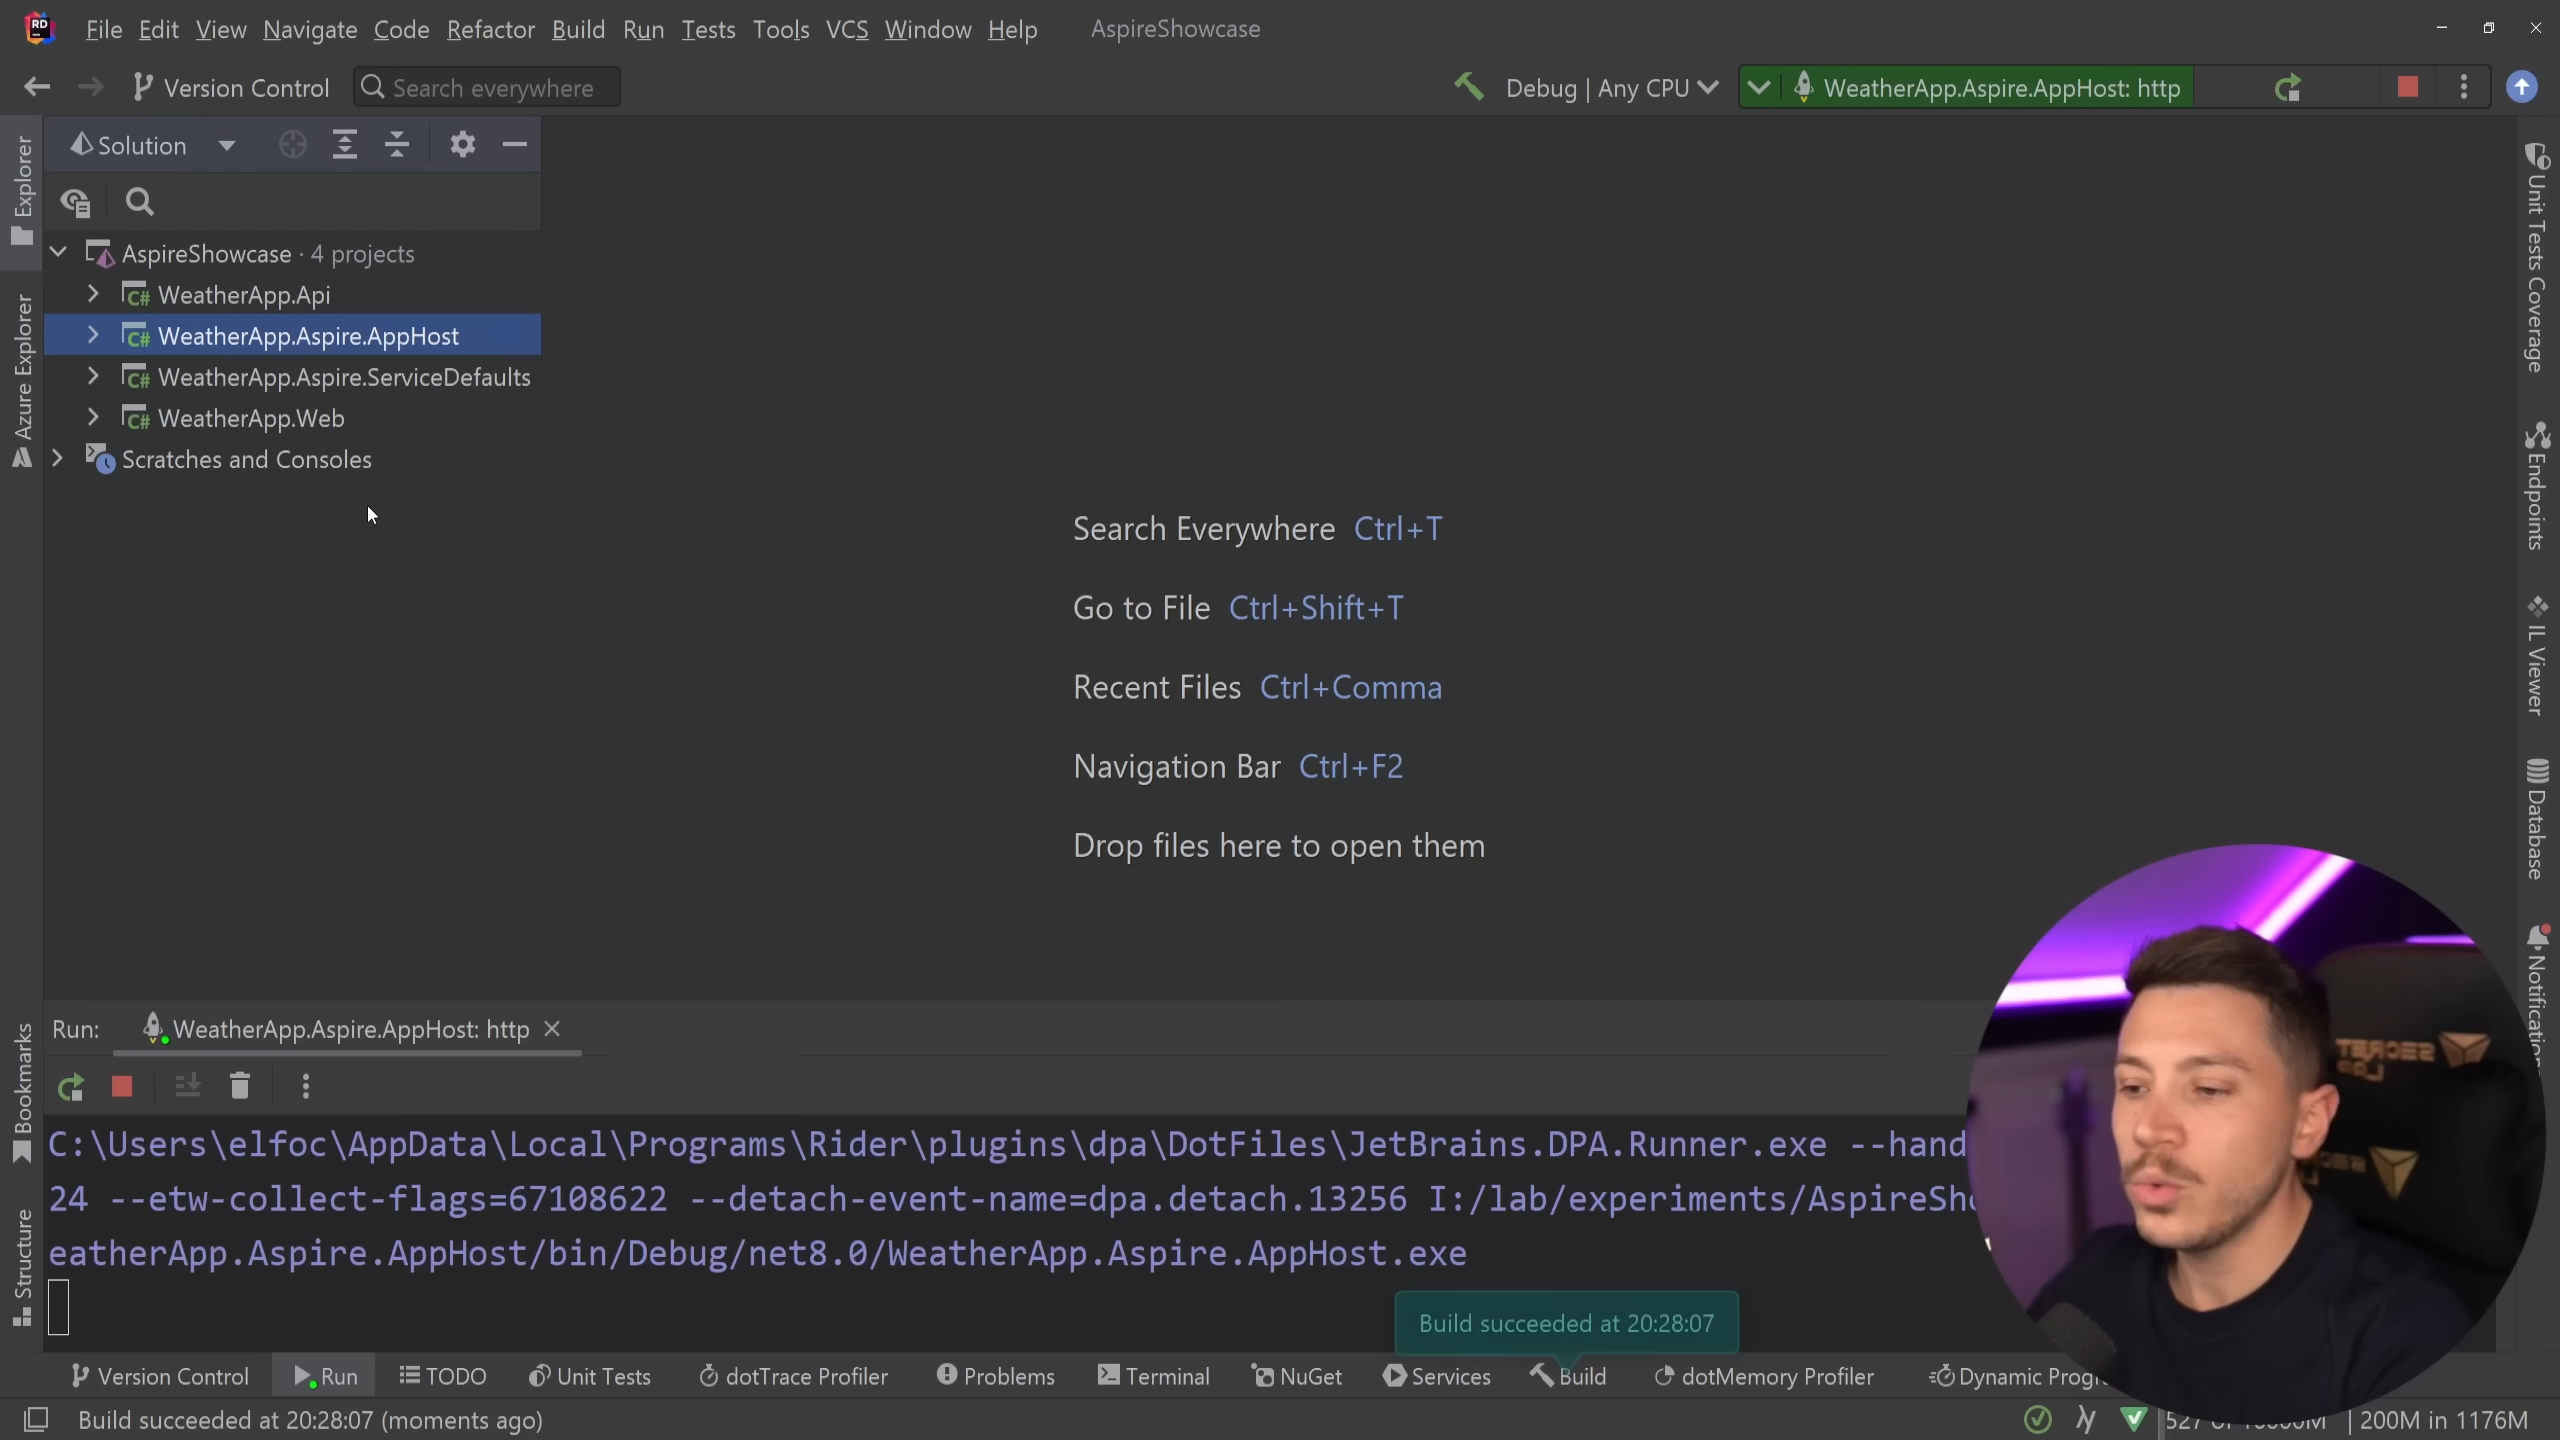 File Edit View Navigate Code Refactor Build Run Tests Tools VCS Window Help AspireShowcase
Version Control Search everywhere Debug | Any CPU WeatherApp.Aspire.AppHost: http
Solution
Explorer
Azure Explorer
AspireShowcase · 4 projects
WeatherApp.Api
WeatherApp.Aspire.AppHost
WeatherApp.Aspire.ServiceDefaults
WeatherApp.Web
Scratches and Consoles
Search Everywhere Ctrl+T
Go to File Ctrl+Shift+T
Recent Files Ctrl+Comma
Navigation Bar Ctrl+F2
Drop files here to open them
Unit Tests Coverage
Endpoints
IL Viewer
Database
Bookmarks
Structure
Run: WeatherApp.Aspire.AppHost: http
C:\Users\elfoc\AppData\Local\Programs\Rider\plugins\dpa\DotFiles\JetBrains.DPA.Runner.exe --hand
24 --etw-collect-flags=67108622 --detach-event-name=dpa.detach.13256 I:/lab/experiments/AspireSh
eatherApp.Aspire.AppHost/bin/Debug/net8.0/WeatherApp.Aspire.AppHost.exe
Build succeeded at 20:28:07
Version Control Run TODO Unit Tests dotTrace Profiler Problems Terminal NuGet Services Build dotMemory Profiler Dynamic Prog
Build succeeded at 20:28:07 (moments ago) 200M in 1176M
SECRET
LAB